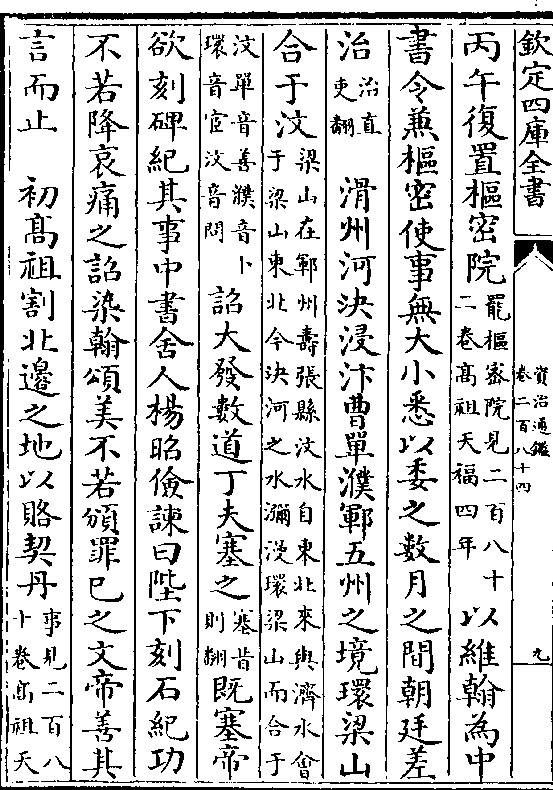 欽定四庫全書
資治通鑑
卷二百八十四
九
丙午復置樞密院罷樞密院見二百八十二卷髙祖天福四年以維翰為中
書令兼樞密使事無大小悉以委之數月之間朝廷差
治治直吏翻 滑州河決浸汴曹單濮鄆五州之境環梁山
合于汶梁山在鄆州壽張縣汶水自東北來與濟水會于梁山東北今決河之水瀰漫環梁山而合于
汶單音善濮音卜環音宦汶音問詔大發數道丁夫塞之塞昔則翻既塞帝
欲刻碑紀其事中書舍人楊昭儉諫曰陛下刻石紀功
不若降哀痛之詔染翰頌美不若頒罪已之文帝善其
言而止 初髙祖割北邊之地以賂契丹事見二百八十卷髙祖天